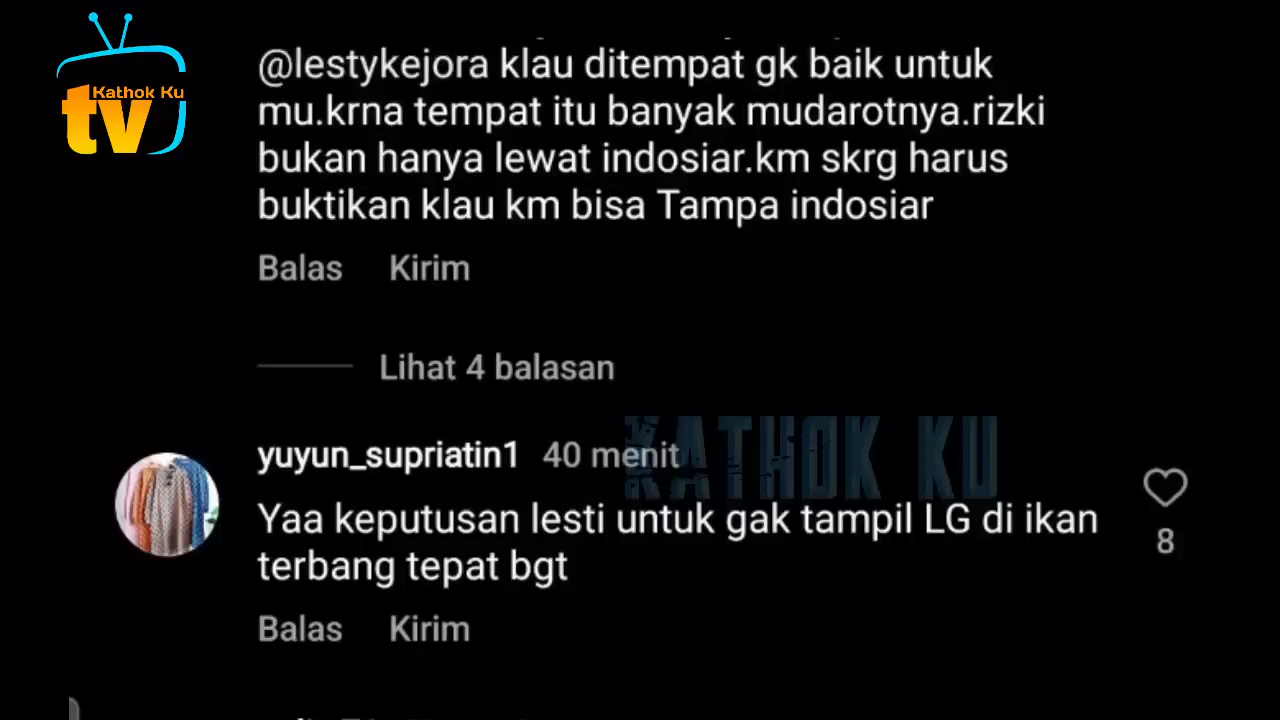 Kathok Ku
tv
@lestykejora klau ditempat gk baik untuk
mu.krna tempat itu banyak mudarotnya.rizki
bukan hanya lewat indosiar.km skrg harus
buktikan klau km bisa Tampa indosiar
Balas Kirim
Lihat 4 balasan
KATHOK KU
yuyun_supriatin1 40 menit
Yaa keputusan lesti untuk gak tampil LG di ikan
terbang tepat bgt
8
Balas Kirim